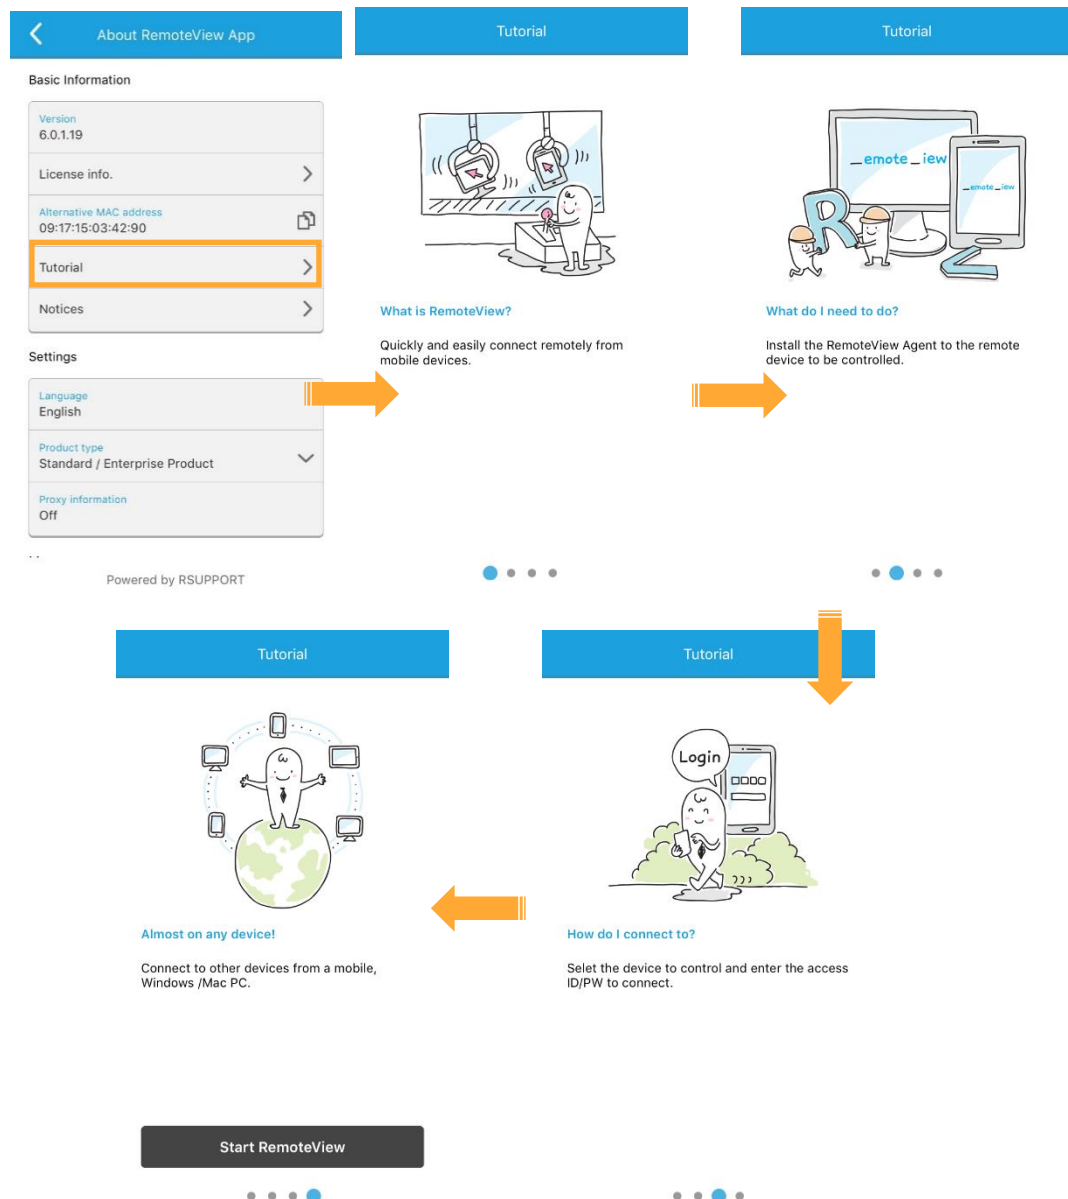 About RemoteView App
Basic Information
Version
6.0.1.19
License info.
Alternative MAC address
09:17:15:03:42:90
Tutorial
Notices
Settings
Language
English
Product type
Standard / Enterprise Product
Proxy information
Off
Powered by RSUPPORT
Tutorial
What is RemoteView?
Quickly and easily connect remotely from
mobile devices.
Tutorial
_emote_iew
_emote_iew
R
V
What do I need to do?
Install the RemoteView Agent to the remote
device to be controlled.
Tutorial
Login
How do I connect to?
Selet the device to control and enter the access
ID/PW to connect.
Tutorial
Almost on any device!
Connect to other devices from a mobile,
Windows /Mac PC.
Start RemoteView